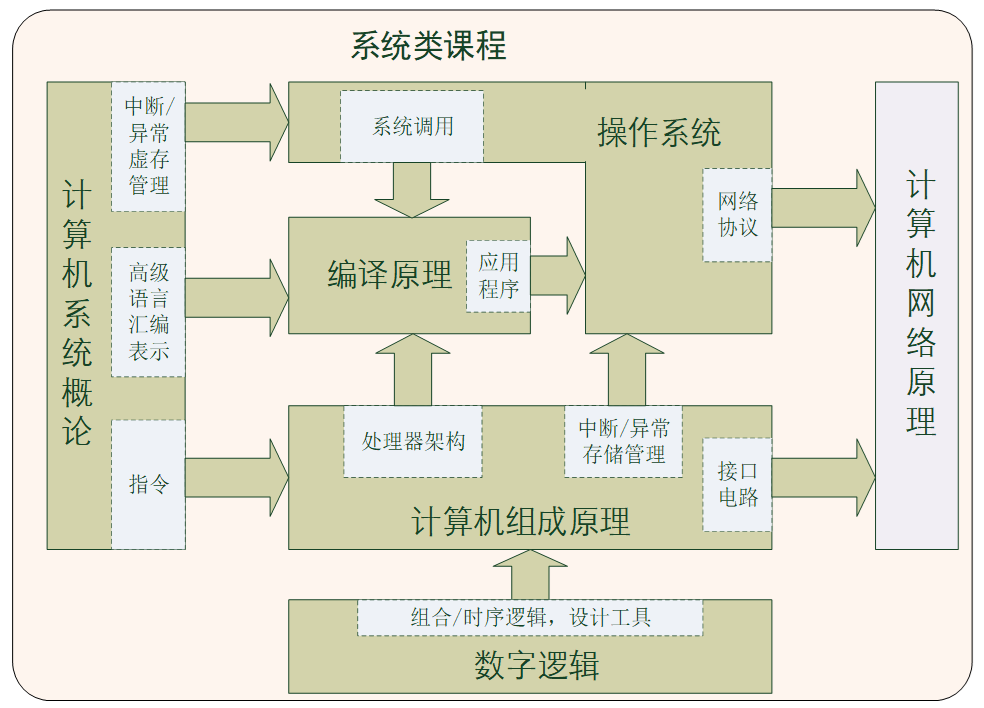 系统类课程
计算机系统概论
中断/
异常
虚存
管理
高级
语言
汇编
表示
指令
系统调用
操作系统
网络
协议
编译原理
应用
程序
处理器架构
中断/异常
存储管理
接口
电路
计算机组成原理
组合/时序逻辑，设计工具
数字逻辑
计算机网络原理